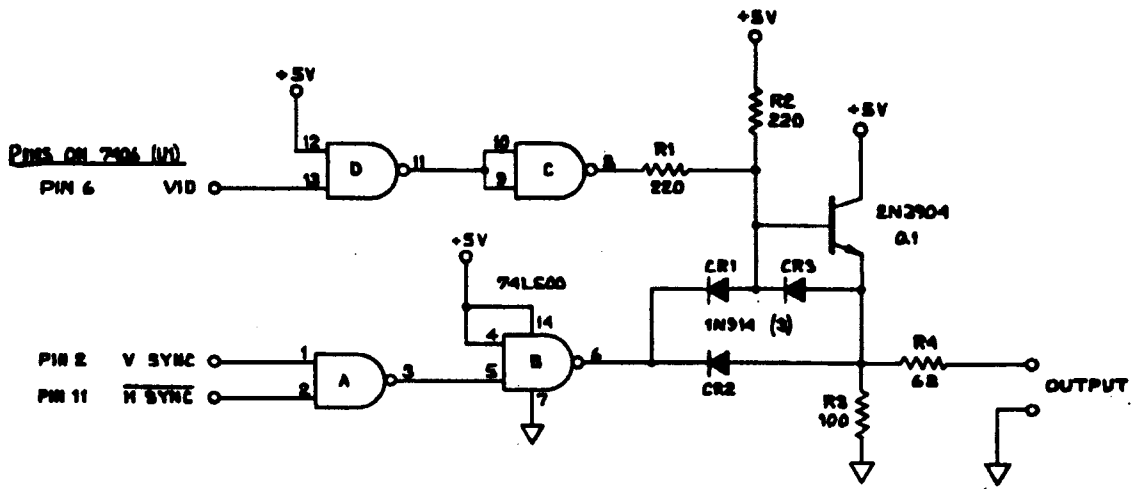 +5V
+5V
R2
220
+5V
PINS ON 7406 (U1)
12
D
11
10
9
C
8
R1
220
PIN 6 VID
13
2N3904
Q.1
+5V
74LS00
14
CR1
CR3
1N914 (3)
4
B
6
5
7
PIN 2 V SYNC
1
A
3
PIN 11 H SYNC
2
CR2
R4
68
OUTPUT
R3
100